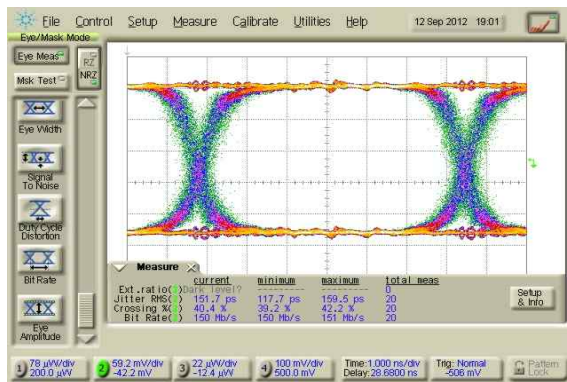 File Control Setup Measure Calibrate Utilities Help 12 Sep 2012 19:01
Eye/Mask Mode
Eye Meas
RZ
NRZ
Msk Test
Eye Width
Signal
To Noise
Duty Cycle
Distortion
Bit Rate
Eye
Amplitude
Measure
current minimum maximum total meas
Ext.ratio( ) Dark level? --------- --------- 0
Jitter RMS( ) 151.7 ps 117.7 ps 159.5 ps 20
Crossing %( ) 40.4 % 39.2 % 42.2 % 20
Bit Rate( ) 150 Mb/s 150 Mb/s 151 Mb/s 20
Setup
& Info
1) 78 µW/div
200.0 µW
2) 59.2 mV/div
-42.2 mV
3) 22 µW/div
-12.4 µW
4) 100 mV/div
500.0 mV
Time:1.000 ns/div
Delay:28.6800 ns
Trig: Normal
-506 mV
Pattern
Lock